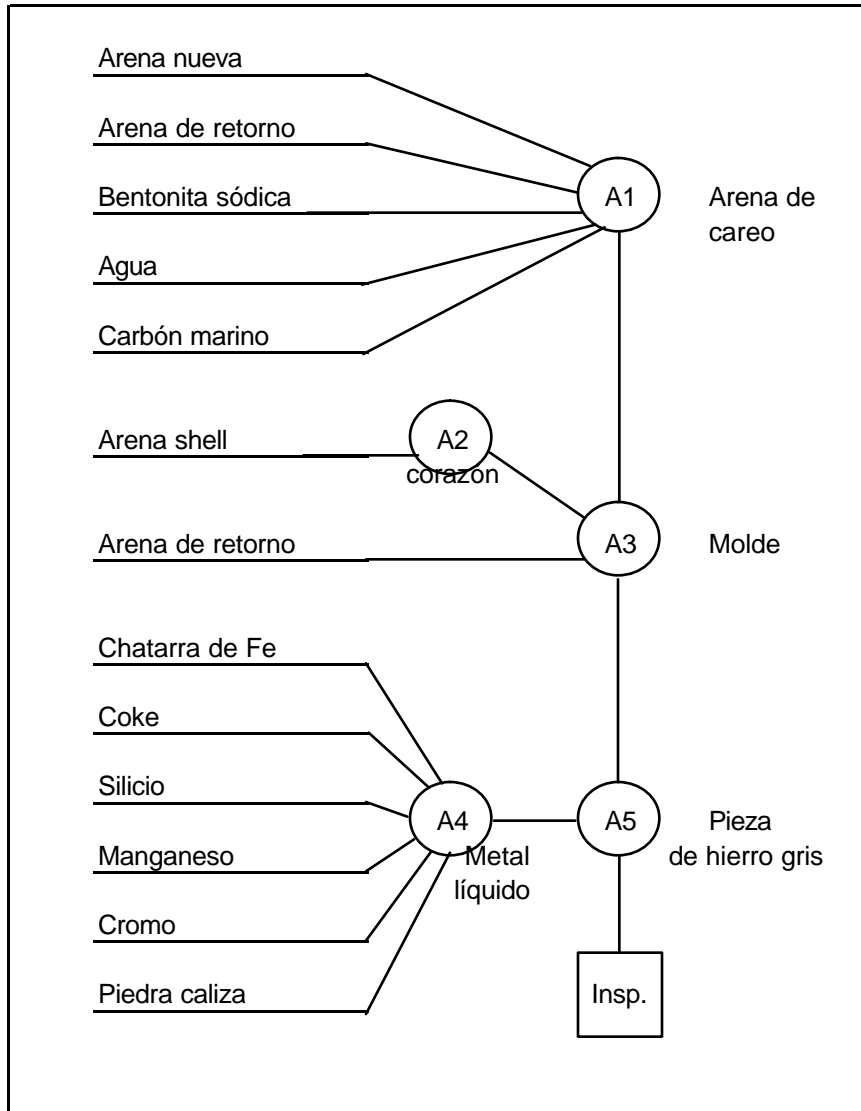 Arena nueva
Arena de retorno
Bentonita sódica
Agua
Carbón marino
A1
Arena de
careo
Arena shell
A2
corazón
Arena de retorno
A3
Molde
Chatarra de Fe
Coke
Silicio
Manganeso
Cromo
Piedra caliza
A4
Metal
líquido
A5
Pieza
de hierro gris
Insp.